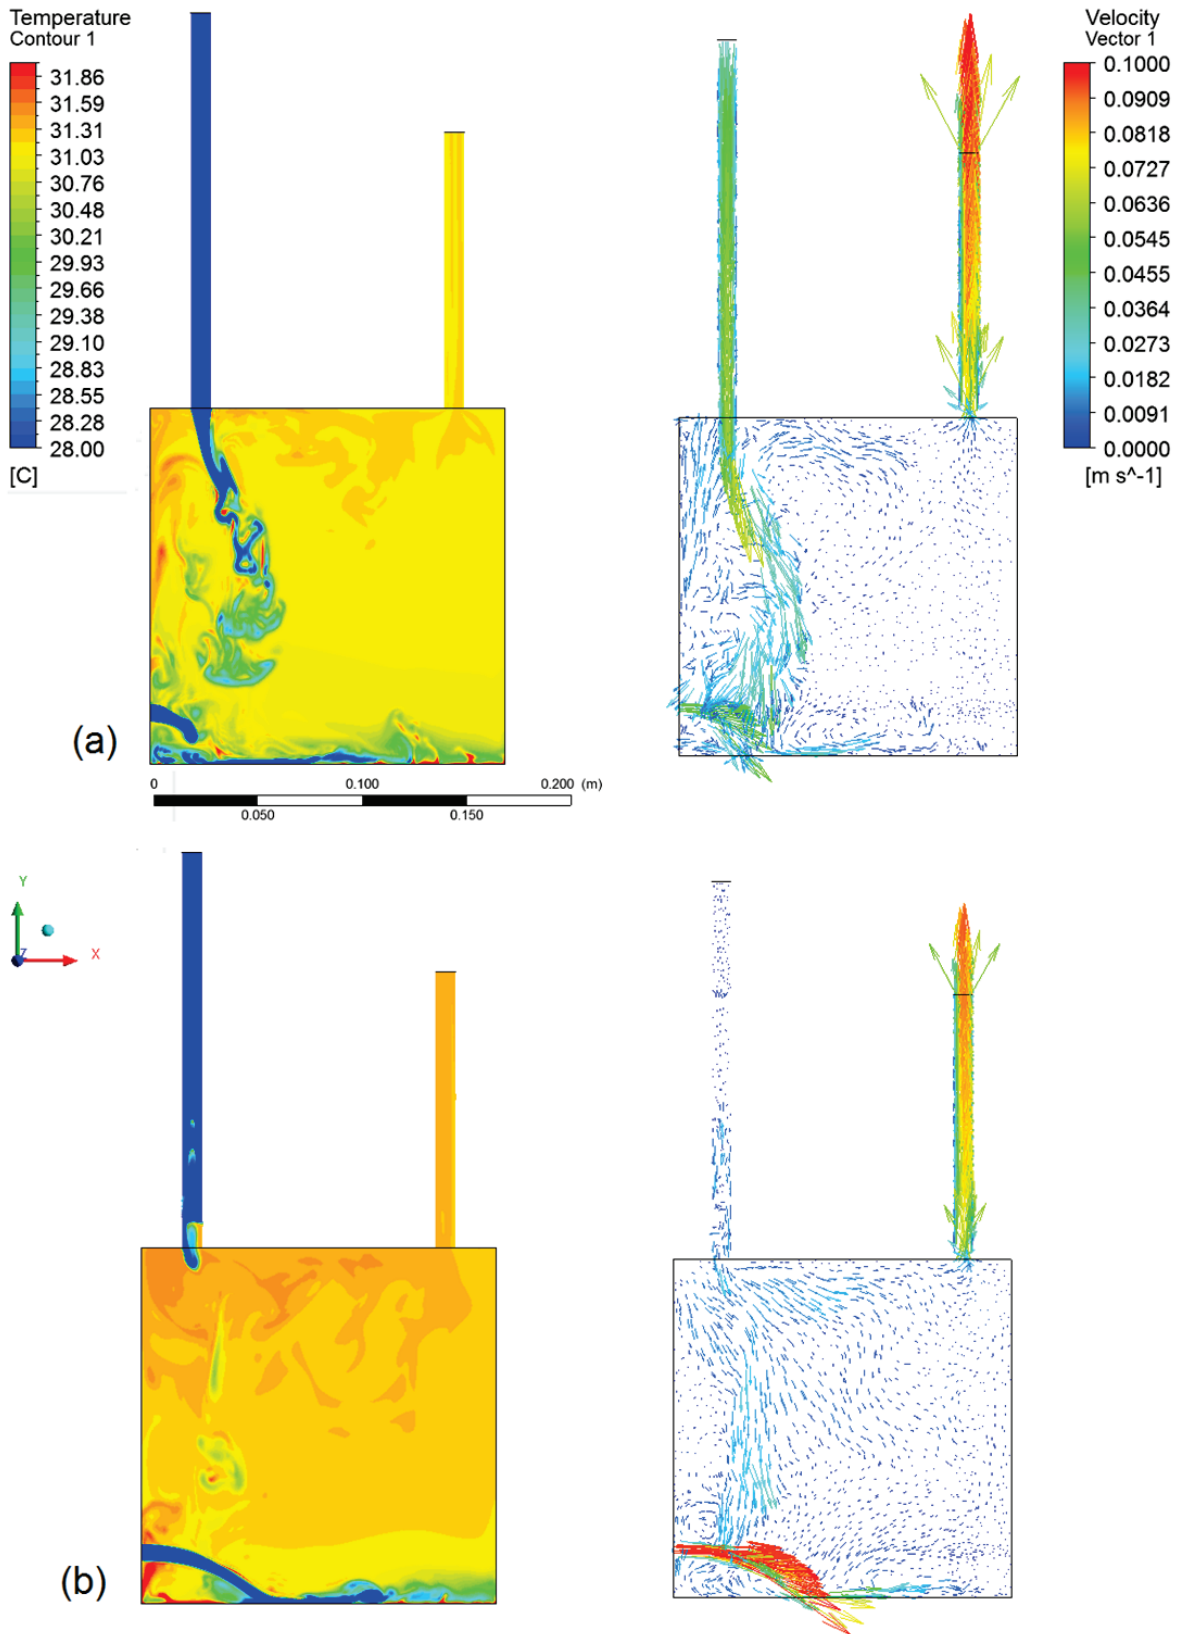 Temperature
Contour 1
31.86
31.59
31.31
31.03
30.76
30.48
30.21
29.93
29.66
29.38
29.10
28.83
28.55
28.28
28.00
[C]
Velocity
Vector 1
0.1000
0.0909
0.0818
0.0727
0.0636
0.0545
0.0455
0.0364
0.0273
0.0182
0.0091
0.0000
[m s^-1]
(a)
0 0.100 0.200 (m)
0.050 0.150
Y
Z X
(b)